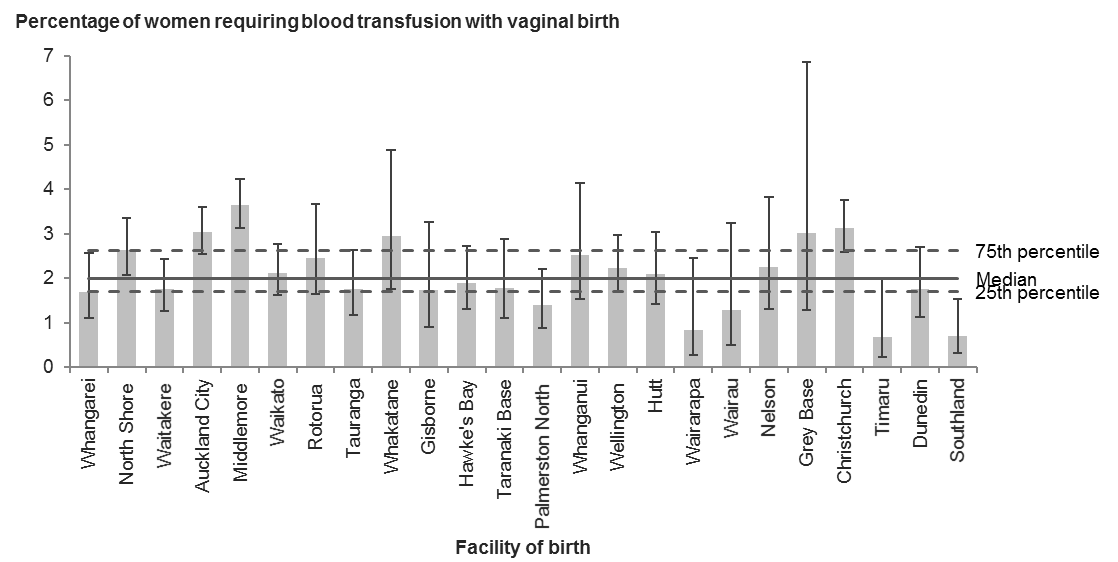 Percentage of women requiring blood transfusion with vaginal birth
7
6
5
4
3
2
1
0
75th percentile
Median
25th percentile
Whangarei
North Shore
Waitakere
Auckland City
Middlemore
Waikato
Rotorua
Tauranga
Whakatane
Gisborne
Hawke's Bay
Taranaki Base
Palmerston North
Whanganui
Wellington
Hutt
Wairarapa
Wairau
Nelson
Grey Base
Christchurch
Timaru
Dunedin
Southland
Facility of birth